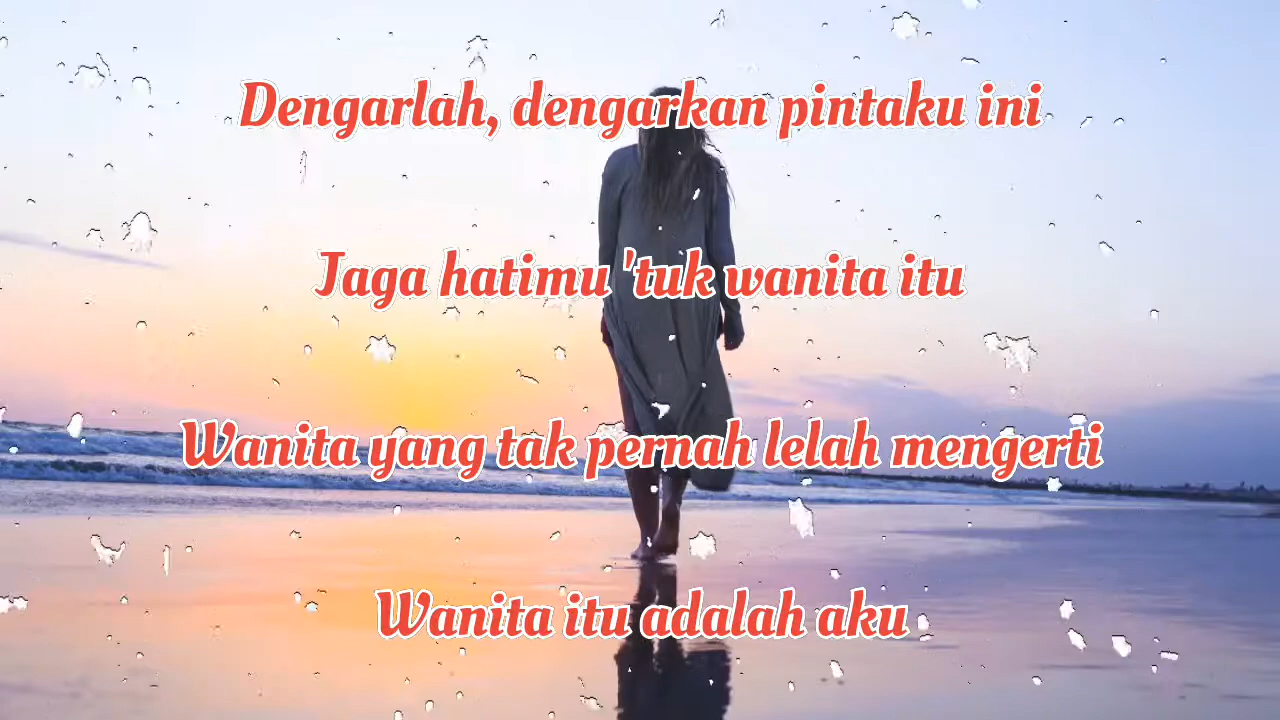 Dengarlah, dengarkan pintaku ini
Jaga hatimu 'tuk wanita itu
Wanita yang tak pernah lelah mengerti
Wanita itu adalah aku